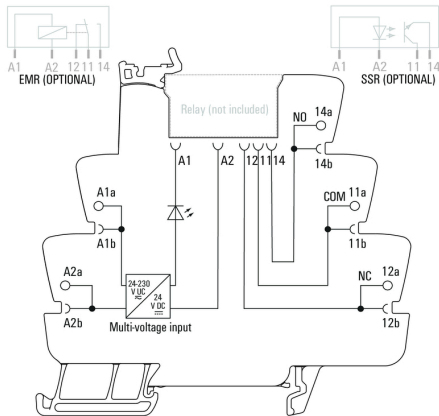 A1 A2 12 11 14
EMR (OPTIONAL)
A1 A2 11 14
SSR (OPTIONAL)
Relay (not included)
A1 A2 12 11 14
NO 14a
14b
A1a
A1b
COM 11a
11b
A2a
A2b
NC 12a
12b
24-230
V UC
24
V DC
Multi-voltage input